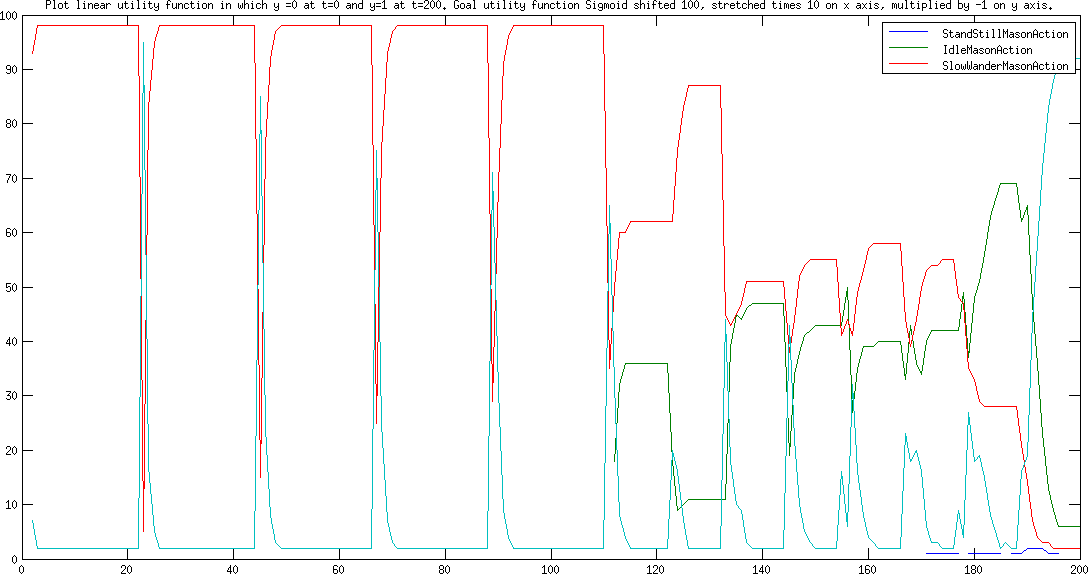 Plot linear utility function in which y =0 at t=0 and y=1 at t=200. Goal utility function Sigmoid shifted 100, stretched times 10 on x axis, multiplied by -1 on y axis.
100
StandStillMasonAction
IdleMasonAction
SlowWanderMasonAction
90
80
70
60
50
40
30
20
10
0
0 20 40 60 80 100 120 140 160 180 200